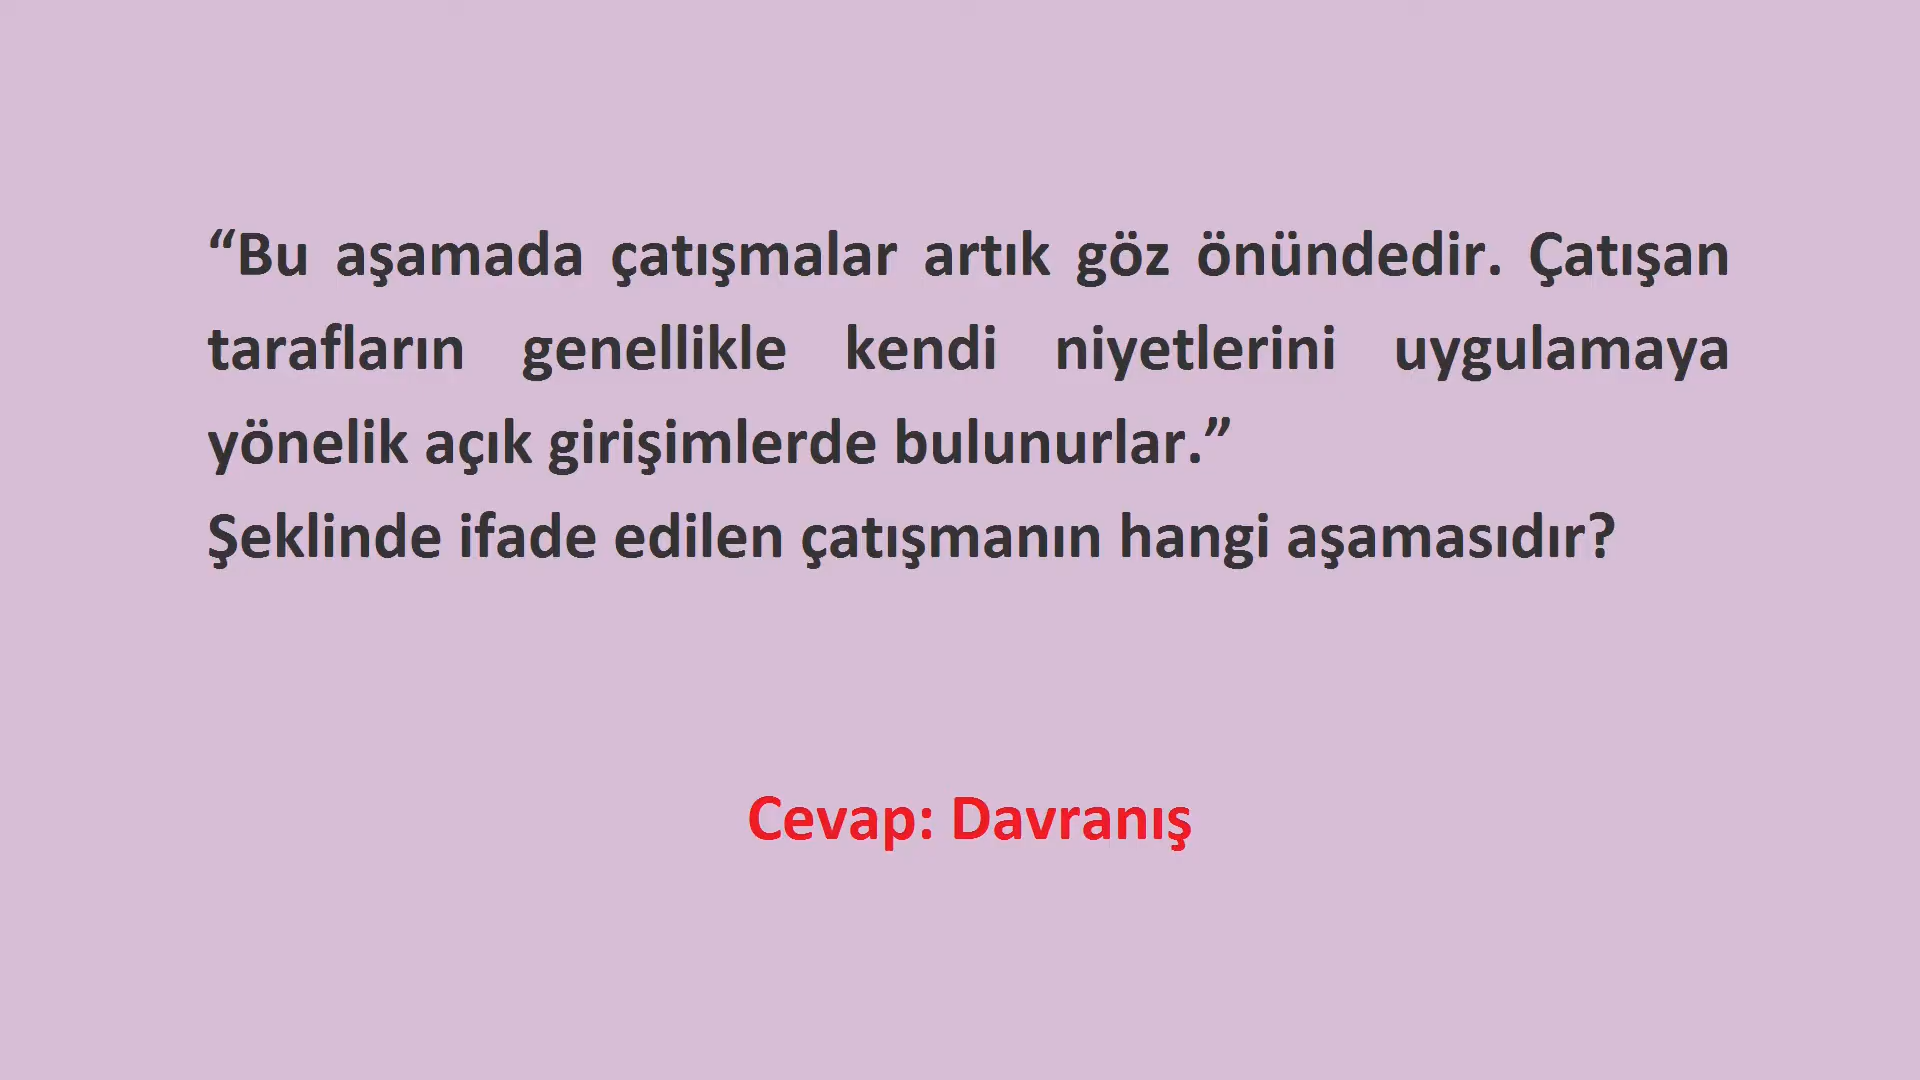 “Bu aşamada çatışmalar artık göz önündedir. Çatışan
tarafların genellikle kendi niyetlerini uygulamaya
yönelik açık girişimlerde bulunurlar.”
Şeklinde ifade edilen çatışmanın hangi aşamasıdır?
Cevap: Davranış